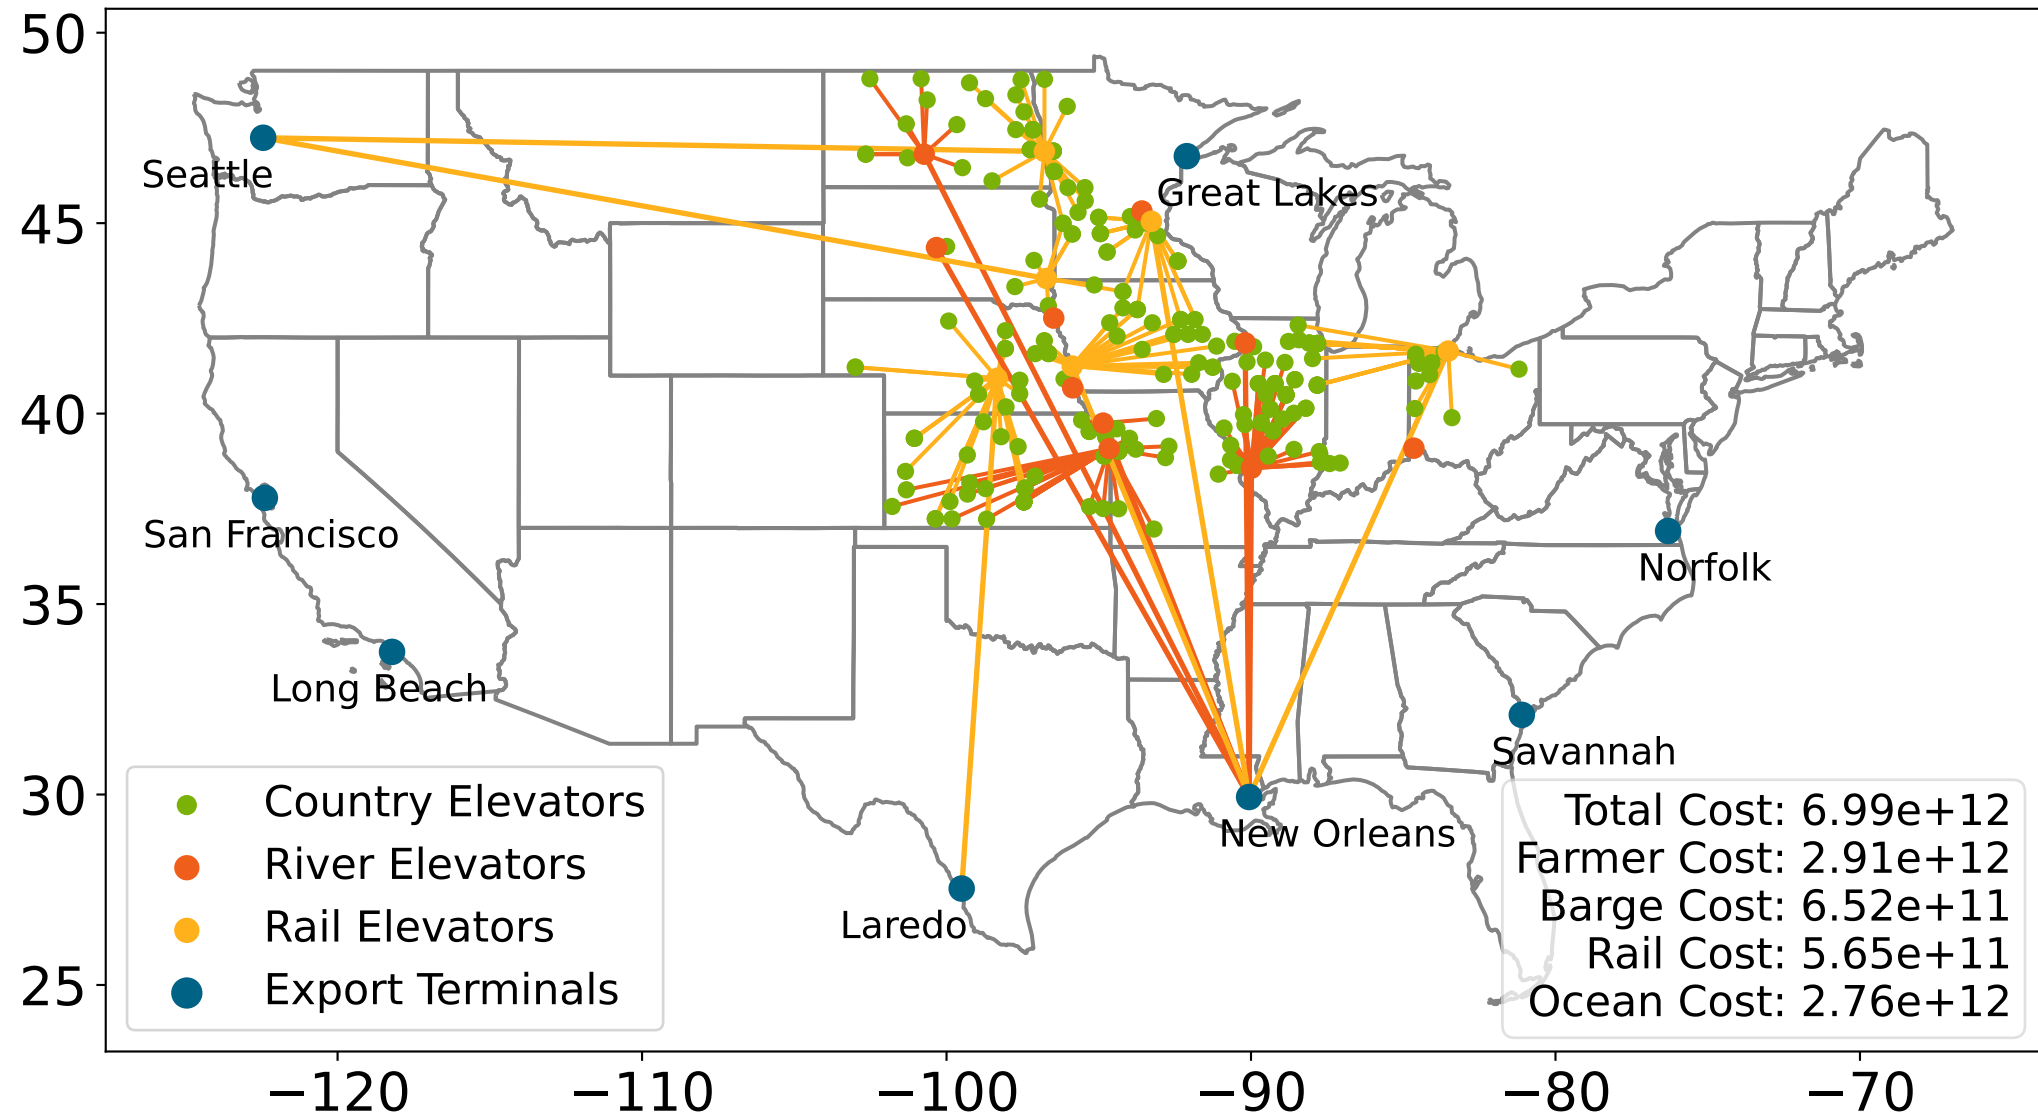 50
45
40
35
30
25
−120
−110
−100
−90
−80
−70
Seattle
Great Lakes
San Francisco
Norfolk
Long Beach
Savannah
New Orleans
Laredo
Country Elevators
River Elevators
Rail Elevators
Export Terminals
Total Cost: 6.99e+12
Farmer Cost: 2.91e+12
Barge Cost: 6.52e+11
Rail Cost: 5.65e+11
Ocean Cost: 2.76e+12